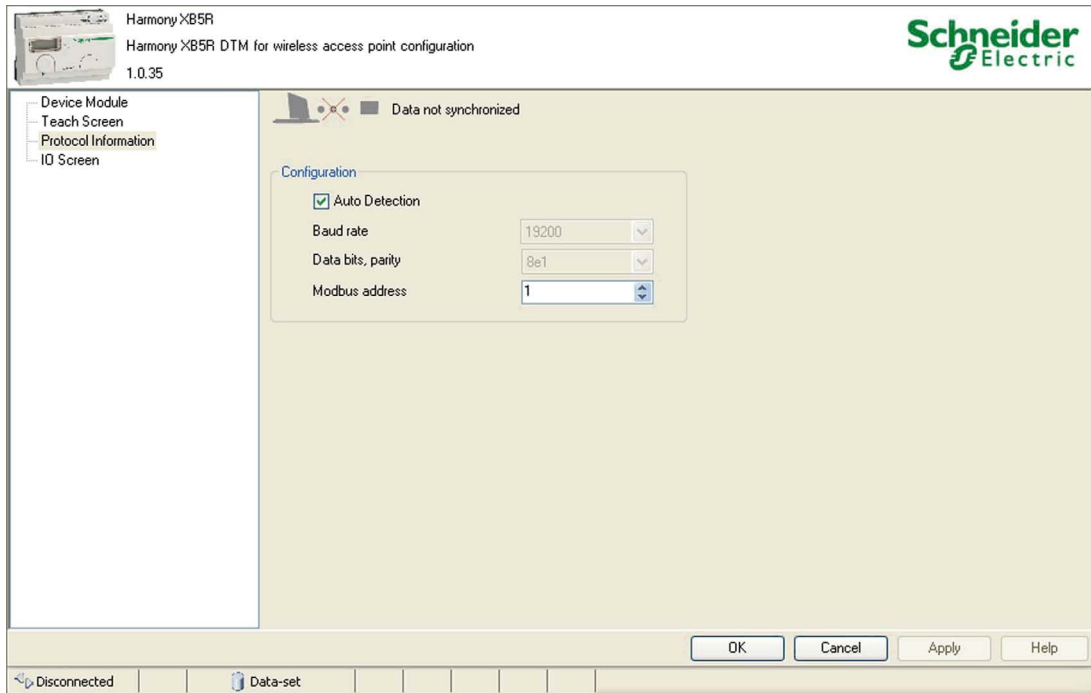 Harmony XB5R
Harmony XB5R DTM for wireless access point configuration
1.0.35
Schneider
Electric
Device Module
Teach Screen
Protocol Information
IO Screen
Data not synchronized
Configuration
Auto Detection
Baud rate
19200
Data bits, parity
8e1
Modbus address
1
OK
Cancel
Apply
Help
Disconnected
Data-set